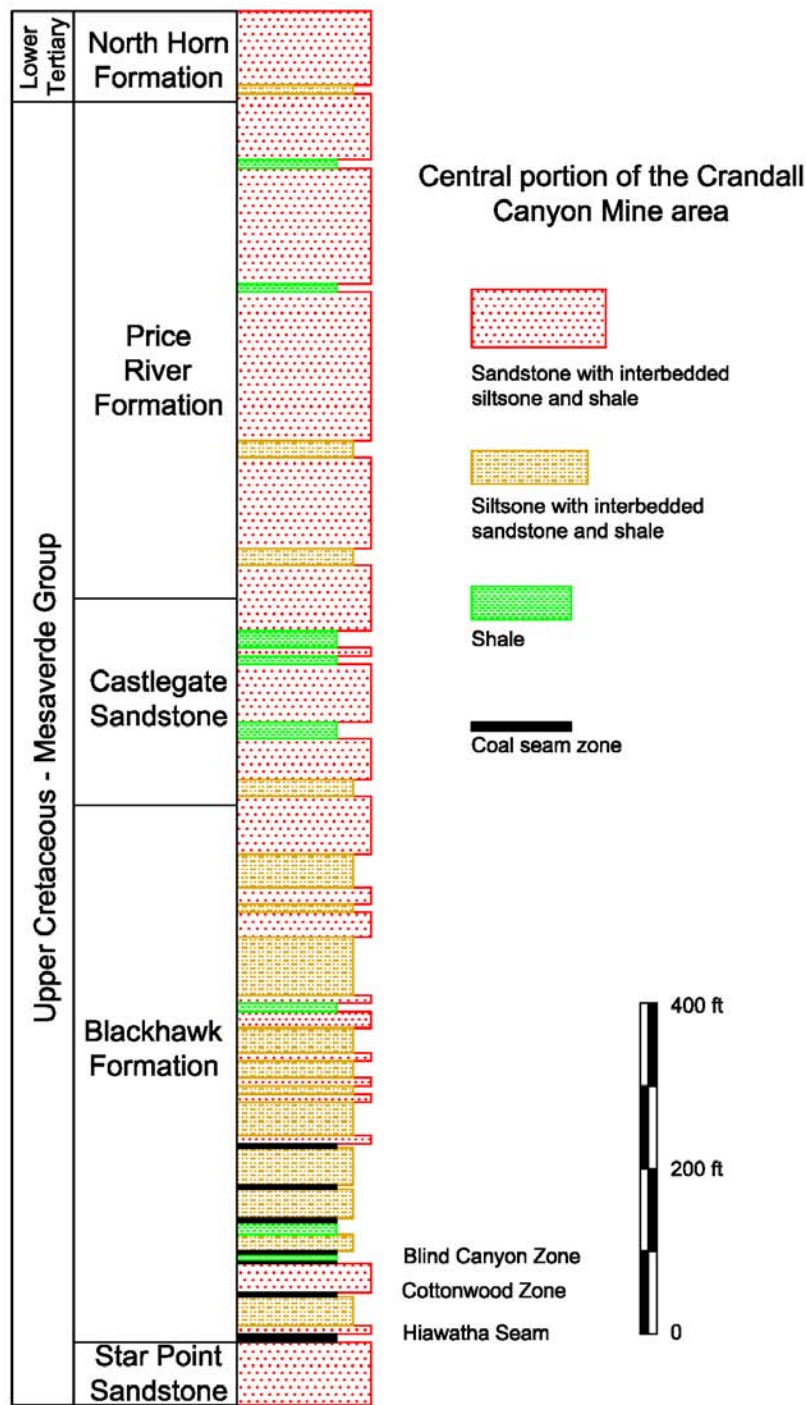 Lower
Tertiary
North Horn
Formation
Upper Cretaceous - Mesaverde Group
Price
River
Formation
Castlegate
Sandstone
Blackhawk
Formation
Star Point
Sandstone
Central portion of the Crandall
Canyon Mine area
Sandstone with interbedded
siltsone and shale
Siltsone with interbedded
sandstone and shale
Shale
Coal seam zone
Blind Canyon Zone
Cottonwood Zone
Hiawatha Seam
400 ft
200 ft
0